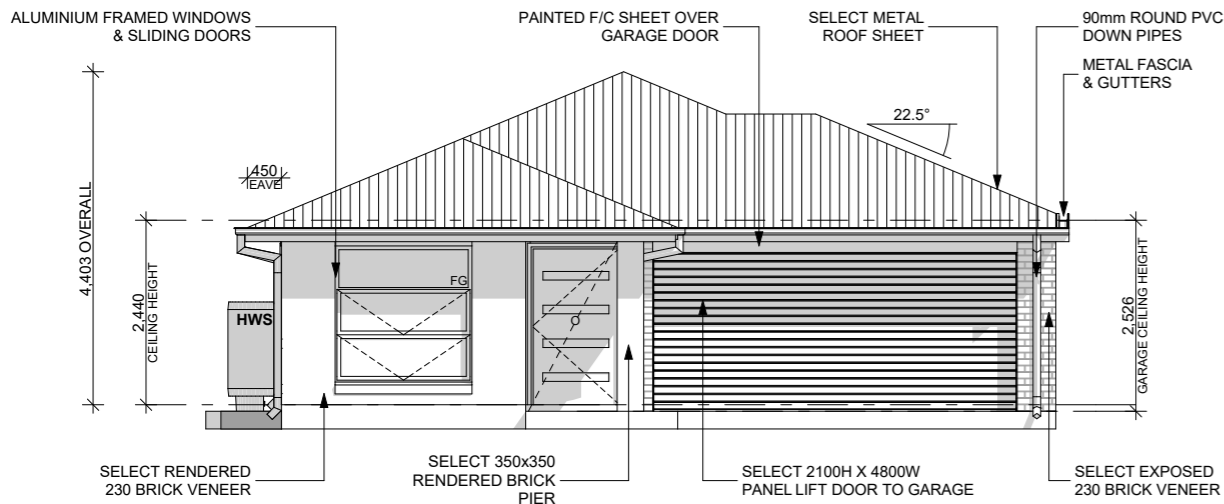 ALUMINIUM FRAMED WINDOWS
& SLIDING DOORS
PAINTED F/C SHEET OVER
GARAGE DOOR
SELECT METAL
ROOF SHEET
90mm ROUND PVC
DOWN PIPES
METAL FASCIA
& GUTTERS
22.5°
450
EAVE
4,403 OVERALL
2,440
CEILING HEIGHT
HWS
FG
2,526
GARAGE CEILING HEIGHT
SELECT RENDERED
230 BRICK VENEER
SELECT 350x350
RENDERED BRICK
PIER
SELECT 2100H X 4800W
PANEL LIFT DOOR TO GARAGE
SELECT EXPOSED
230 BRICK VENEER